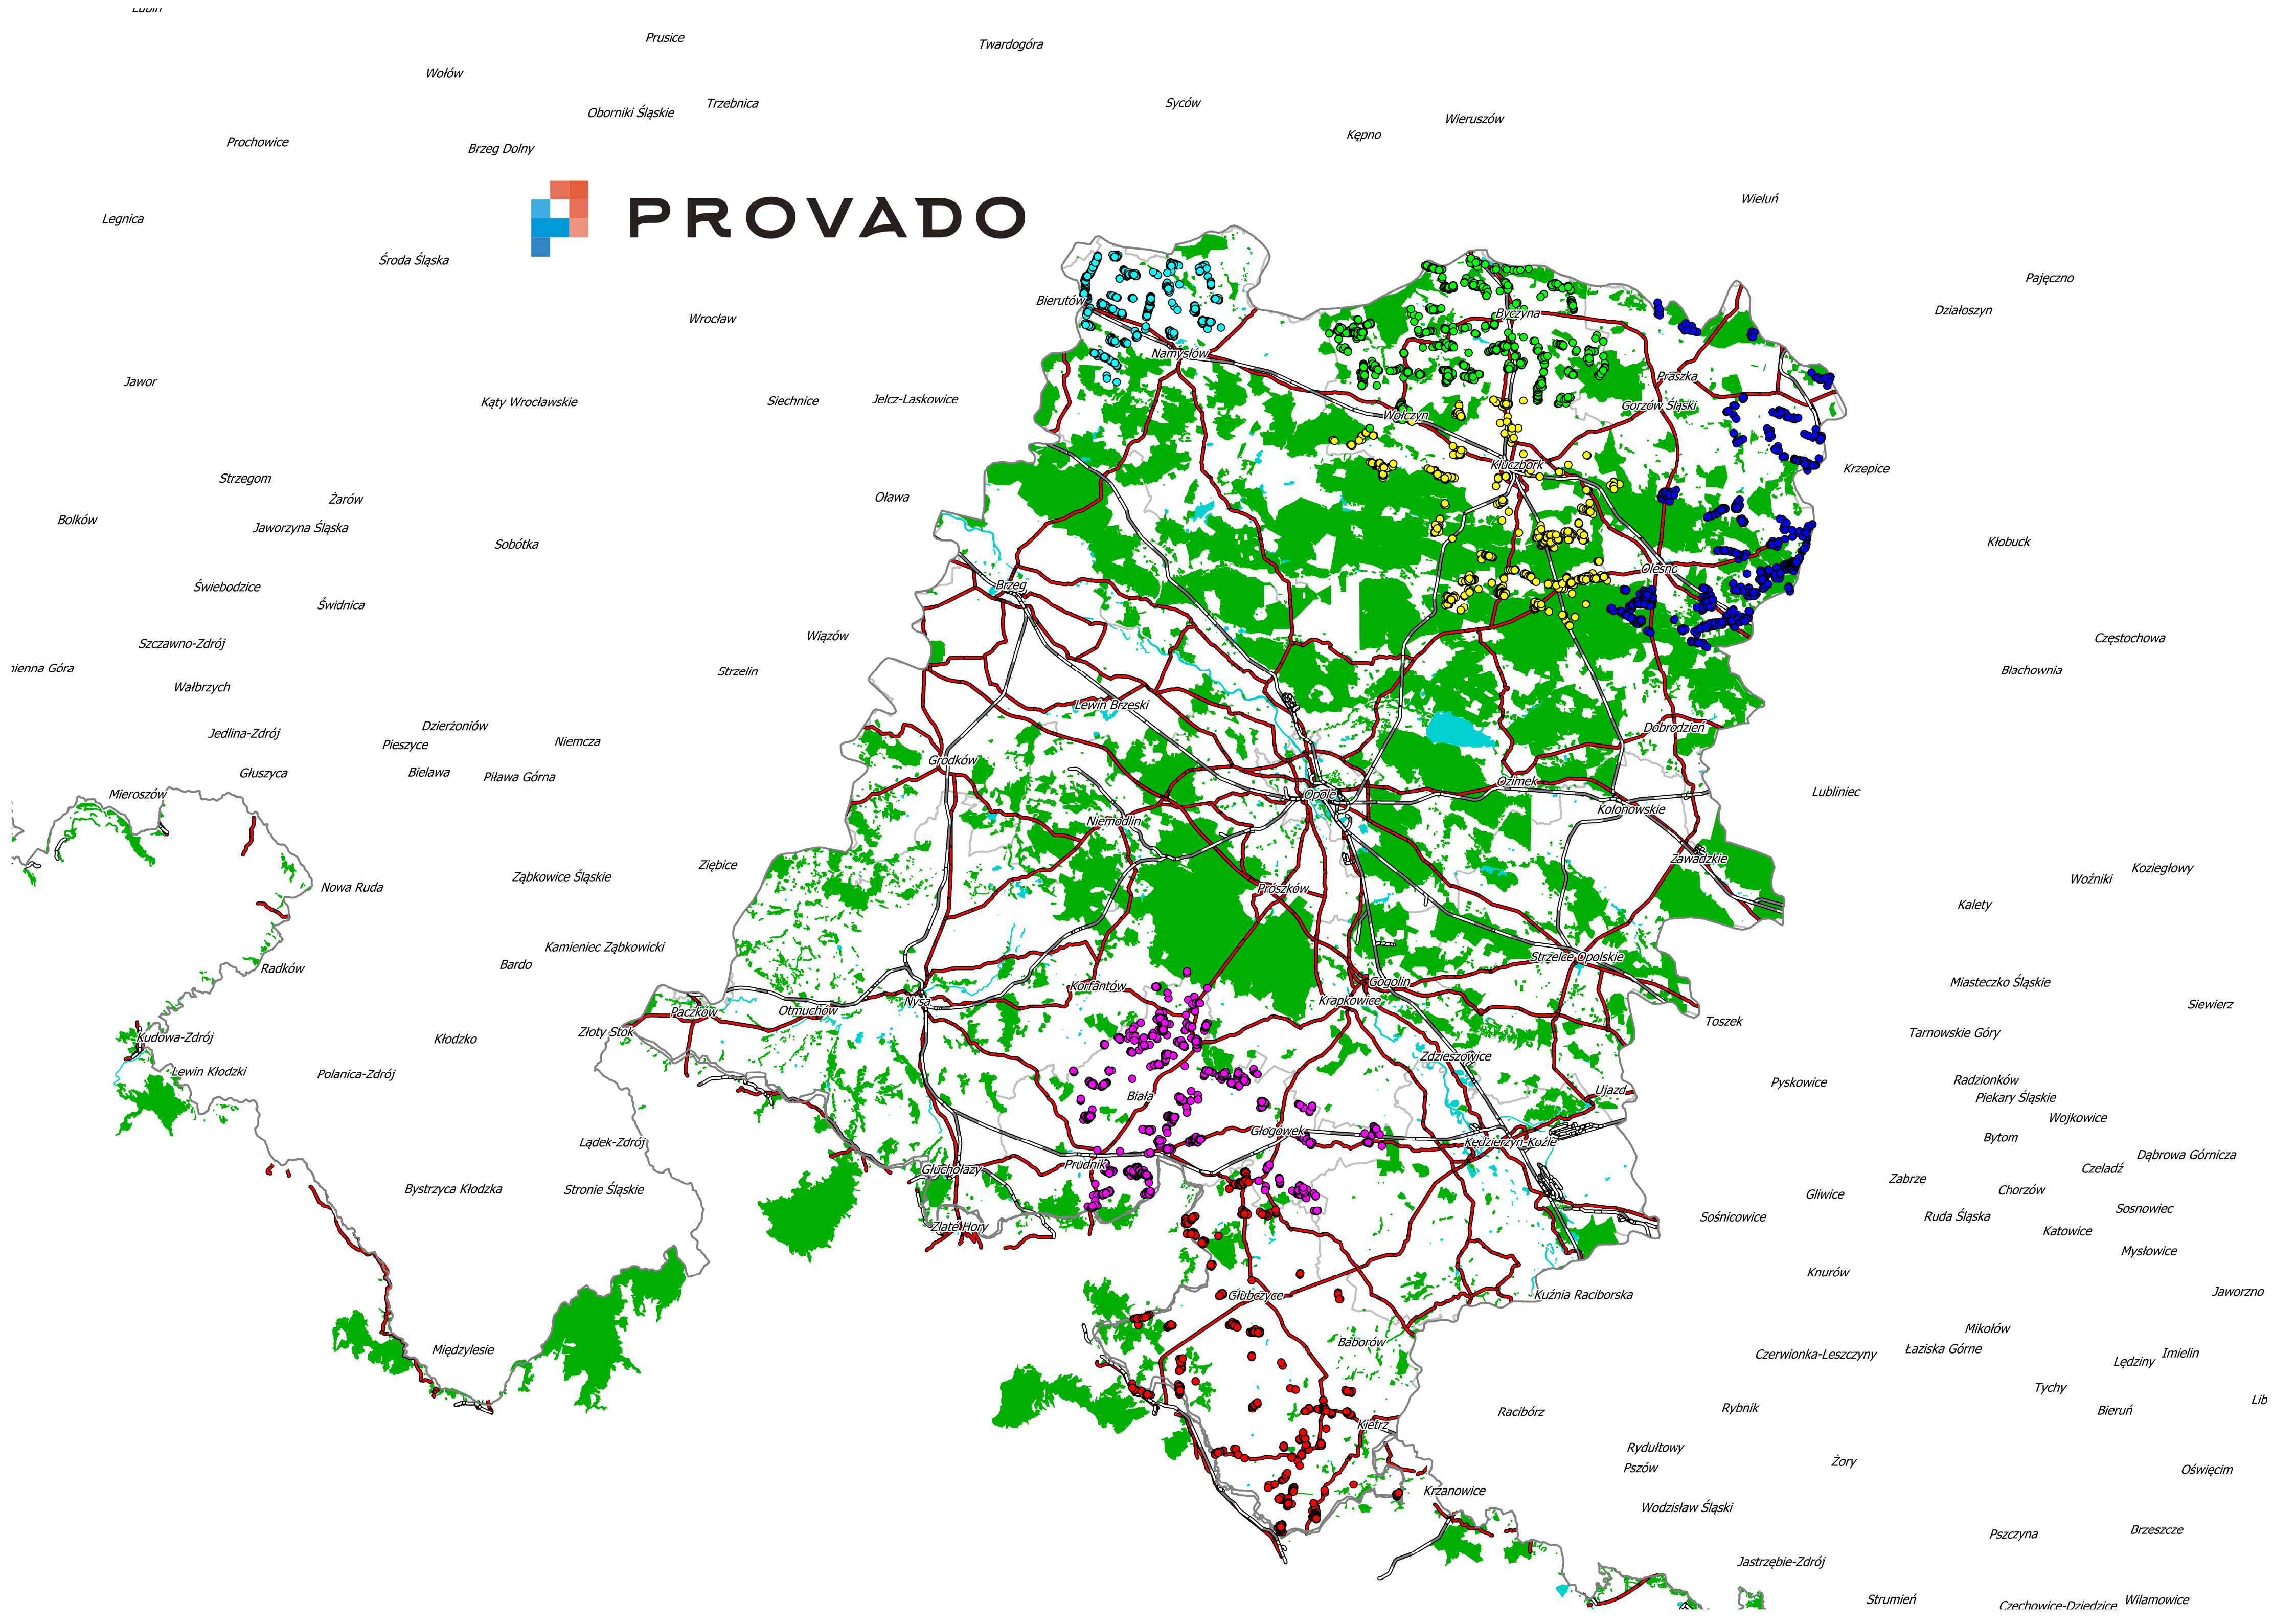 Lubin
Prusice
Twardogóra
Wołów
Trzebnica
Syców
Oborniki Śląskie
Wieruszów
Kępno
Prochowice
Brzeg Dolny
Wieluń
PROVADO
Legnica
Środa Śląska
Pajęczno
Bierutów
Działoszyn
Byczyna
Wrocław
Namysłów
Praszka
Jawor
Kąty Wrocławskie
Siechnice
Jelcz-Laskowice
Gorzów Śląski
Wołczyn
Kluczbork
Krzepice
Strzegom
Żarów
Oława
Bolków
Jaworzyna Śląska
Sobótka
Kłobuck
Olesno
Świebodzice
Brzeg
Świdnica
Wiązów
Częstochowa
Szczawno-Zdrój
nienna Góra
Strzelin
Blachownia
Wałbrzych
Lewin Brzeski
Dzierżoniów
Dobrodzień
Jedlina-Zdrój
Pieszyce
Niemcza
Grodków
Głuszyca
Bielawa
Piława Górna
Ozimek
Mieroszów
Opole
Lubliniec
Kolonowskie
Niemodlin
Zawadzkie
Ziębice
Koziegłowy
Ząbkowice Śląskie
Woźniki
Nowa Ruda
Prószków
Kalety
Kamieniec Ząbkowicki
Strzelce Opolskie
Bardo
Radków
Gogolin
Miasteczko Śląskie
Korfantów
Krapkowice
Nysa
Siewierz
Paczków
Otmuchów
Toszek
Złoty Stok
Tarnowskie Góry
Kudowa-Zdrój
Kłodzko
Zdzieszowice
Lewin Kłodzki
Polanica-Zdrój
Pyskowice
Radzionków
Ujazd
Biała
Piekary Śląskie
Wojkowice
Głogówek
Bytom
Lądek-Zdrój
Kędzierzyn-Koźle
Dąbrowa Górnicza
Prudnik
Głuchołazy
Czeladź
Zabrze
Bystrzyca Kłodzka
Stronie Śląskie
Gliwice
Chorzów
Sosnowiec
Sośnicowice
Ruda Śląska
Zlaté Hory
Katowice
Mysłowice
Knurów
Głubczyce
Kuźnia Raciborska
Jaworzno
Mikołów
Baborów
Międzylesie
Czerwionka-Leszczyny
Łaziska Górne
Imielin
Lędziny
Tychy
Lib
Racibórz
Rybnik
Bieruń
Kietrz
Rydułtowy
Żory
Pszów
Oświęcim
Krzanowice
Wodzisław Śląski
Pszczyna
Brzeszcze
Jastrzębie-Zdrój
Strumień
Czechowice-Dziedzice
Wilamowice